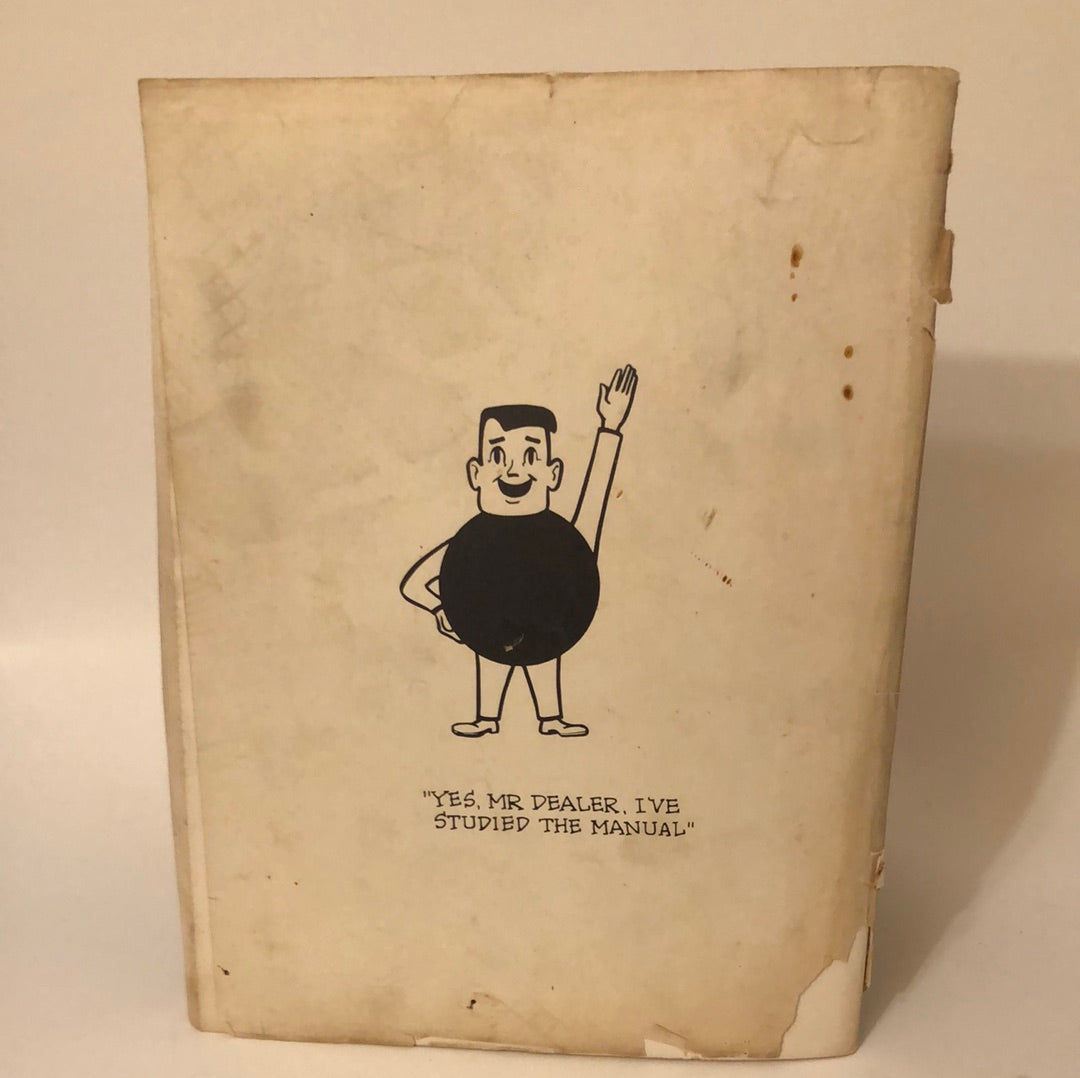 "YES, MR DEALER, I'VE
STUDIED THE MANUAL"